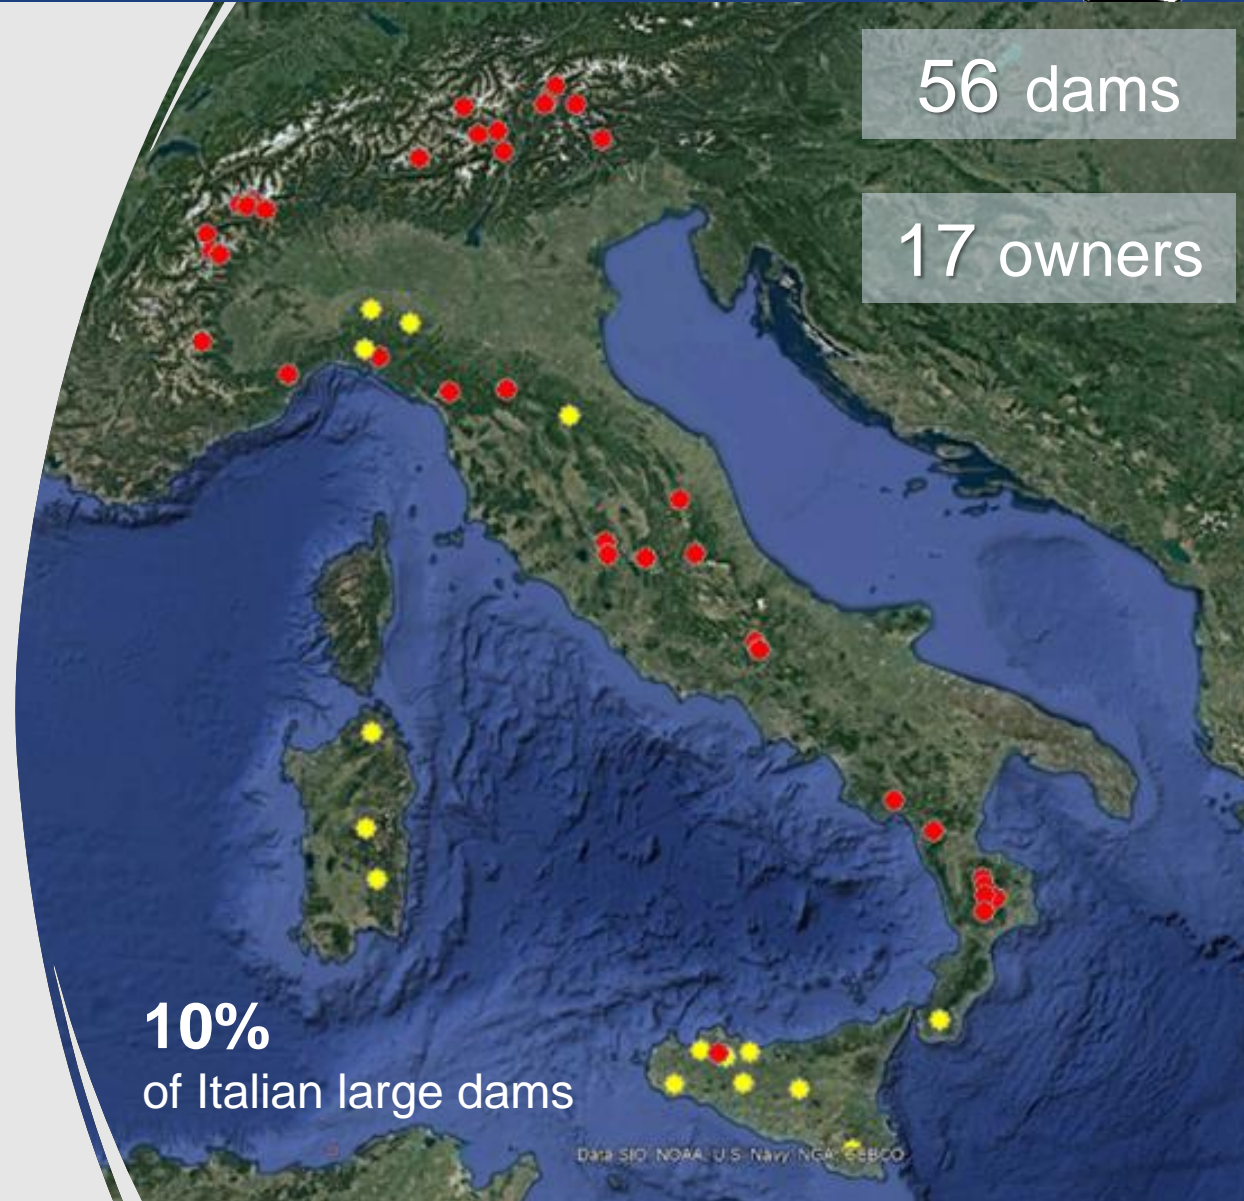 56 dams
17 owners
10%
of Italian large dams
Data SIO, NOAA, U.S. Navy, NGA, GEBCO